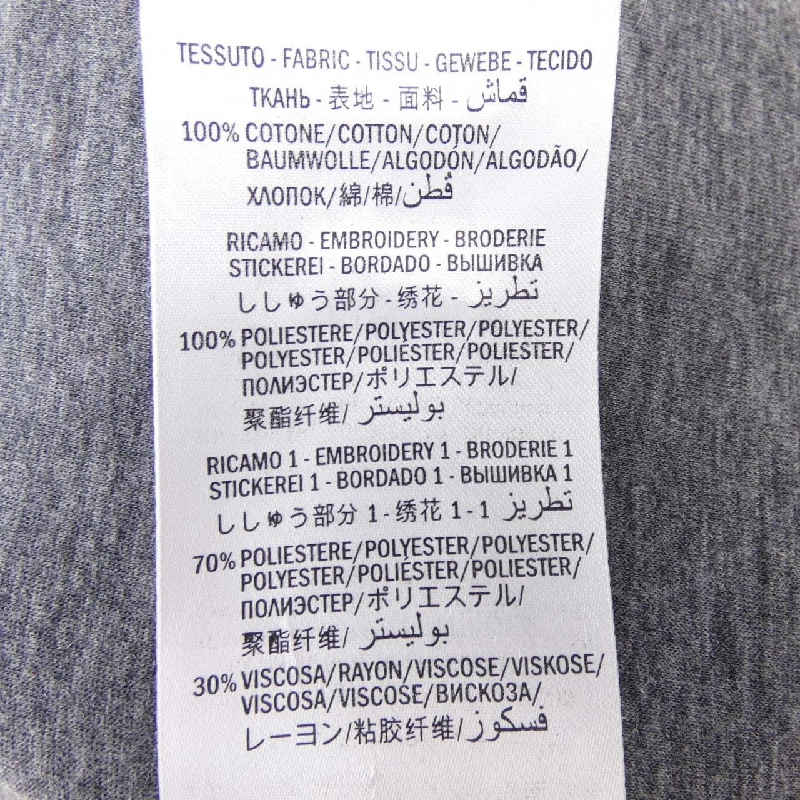 TESSUTO - FABRIC - TISSU - GEWEBE - TECIDO
ТКАНЬ - 表地 - 面料 - قماش
100% COTONE/COTTON/COTON/
BAUMWOLLE/ALGODÓN/ALGODÃO/
ХЛОПОК/綿/棉/قطن
RICAMO - EMBROIDERY - BRODERIE
STICKEREI - BORDADO - ВЫШИВКА
ししゅう部分 - 绣花 - تطريز
100% POLIESTERE/POLYESTER/POLYESTER/
POLYESTER/POLIÉSTER/POLIESTER/
ПОЛИЭСТЕР/ポリエステル/
聚酯纤维/ بوليستر
RICAMO 1 - EMBROIDERY 1 - BRODERIE 1
STICKEREI 1 - BORDADO 1 - ВЫШИВКА 1
ししゅう部分 1 - 绣花 1 - 1 تطريز
70% POLIESTERE/POLYESTER/POLYESTER/
POLYESTER/POLIÉSTER/POLIESTER/
ПОЛИЭСТЕР/ポリエステル/
聚酯纤维/ بوليستر
30% VISCOSA/RAYON/VISCOSE/VISKOSE/
VISCOSA/VISCOSE/ВИСКОЗА/
レーヨン/粘胶纤维/فسكوز